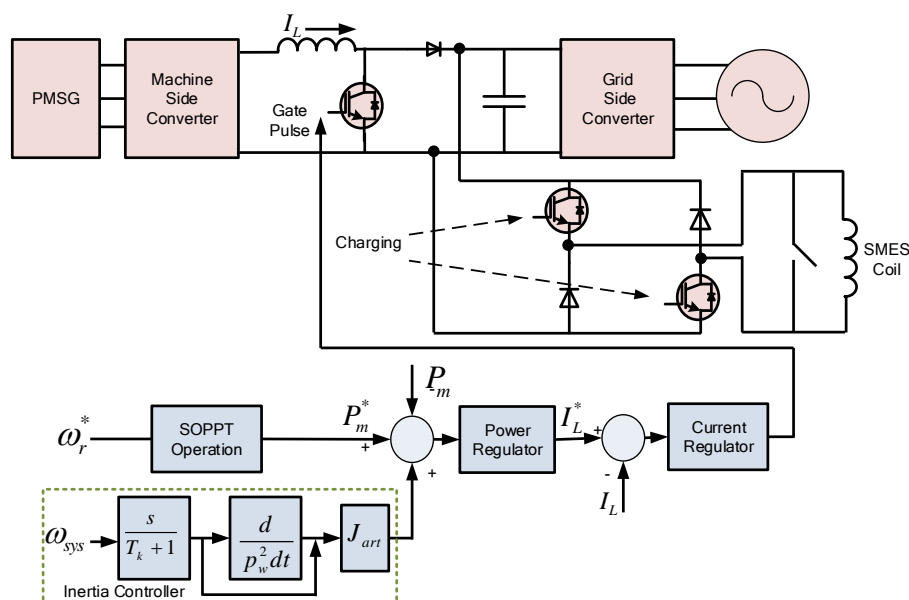 I_L
PMSG
Machine
Side
Converter
Gate
Pulse
Grid
Side
Converter
Charging
SMES
Coil
P_m
-
ω_r^*
SOPPT
Operation
P_m^*
+
+
Power
Regulator
I_L^*
+
-
I_L
Current
Regulator
ω_sys
s
T_k + 1
d
p_w^2 dt
J_art
Inertia Controller